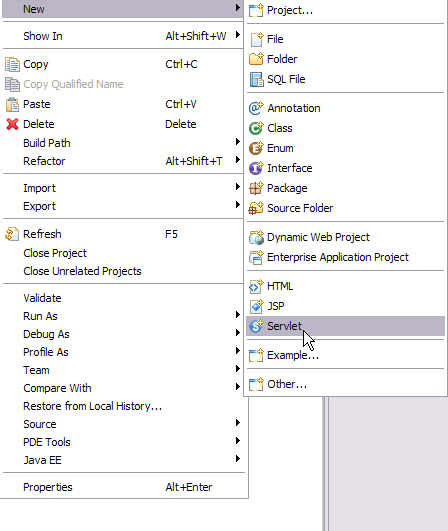 New
Show In Alt+Shift+W
Copy Ctrl+C
Copy Qualified Name
Paste Ctrl+V
Delete Delete
Build Path
Refactor Alt+Shift+T
Import
Export
Refresh F5
Close Project
Close Unrelated Projects
Validate
Run As
Debug As
Profile As
Team
Compare With
Restore from Local History...
Source
PDE Tools
Java EE
Properties Alt+Enter
Project...
File
Folder
SQL File
Annotation
Class
Enum
Interface
Package
Source Folder
Dynamic Web Project
Enterprise Application Project
HTML
JSP
Servlet
Example...
Other...